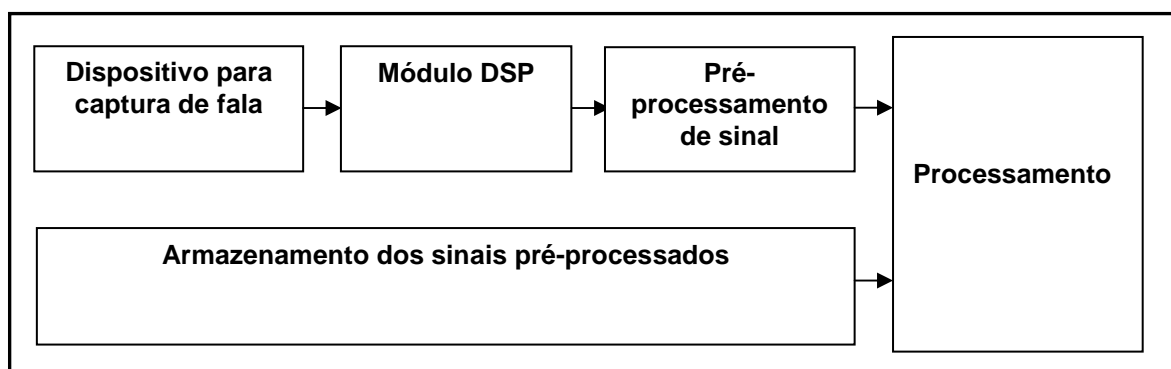 Dispositivo para
captura de fala
Módulo DSP
Pré-
processamento
de sinal
Processamento
Armazenamento dos sinais pré-processados